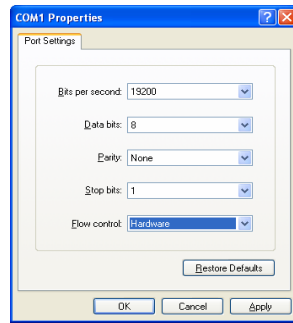 COM1 Properties
Port Settings
Bits per second: 19200
Data bits: 8
Parity: None
Stop bits: 1
Flow control: Hardware
Restore Defaults
OK Cancel Apply